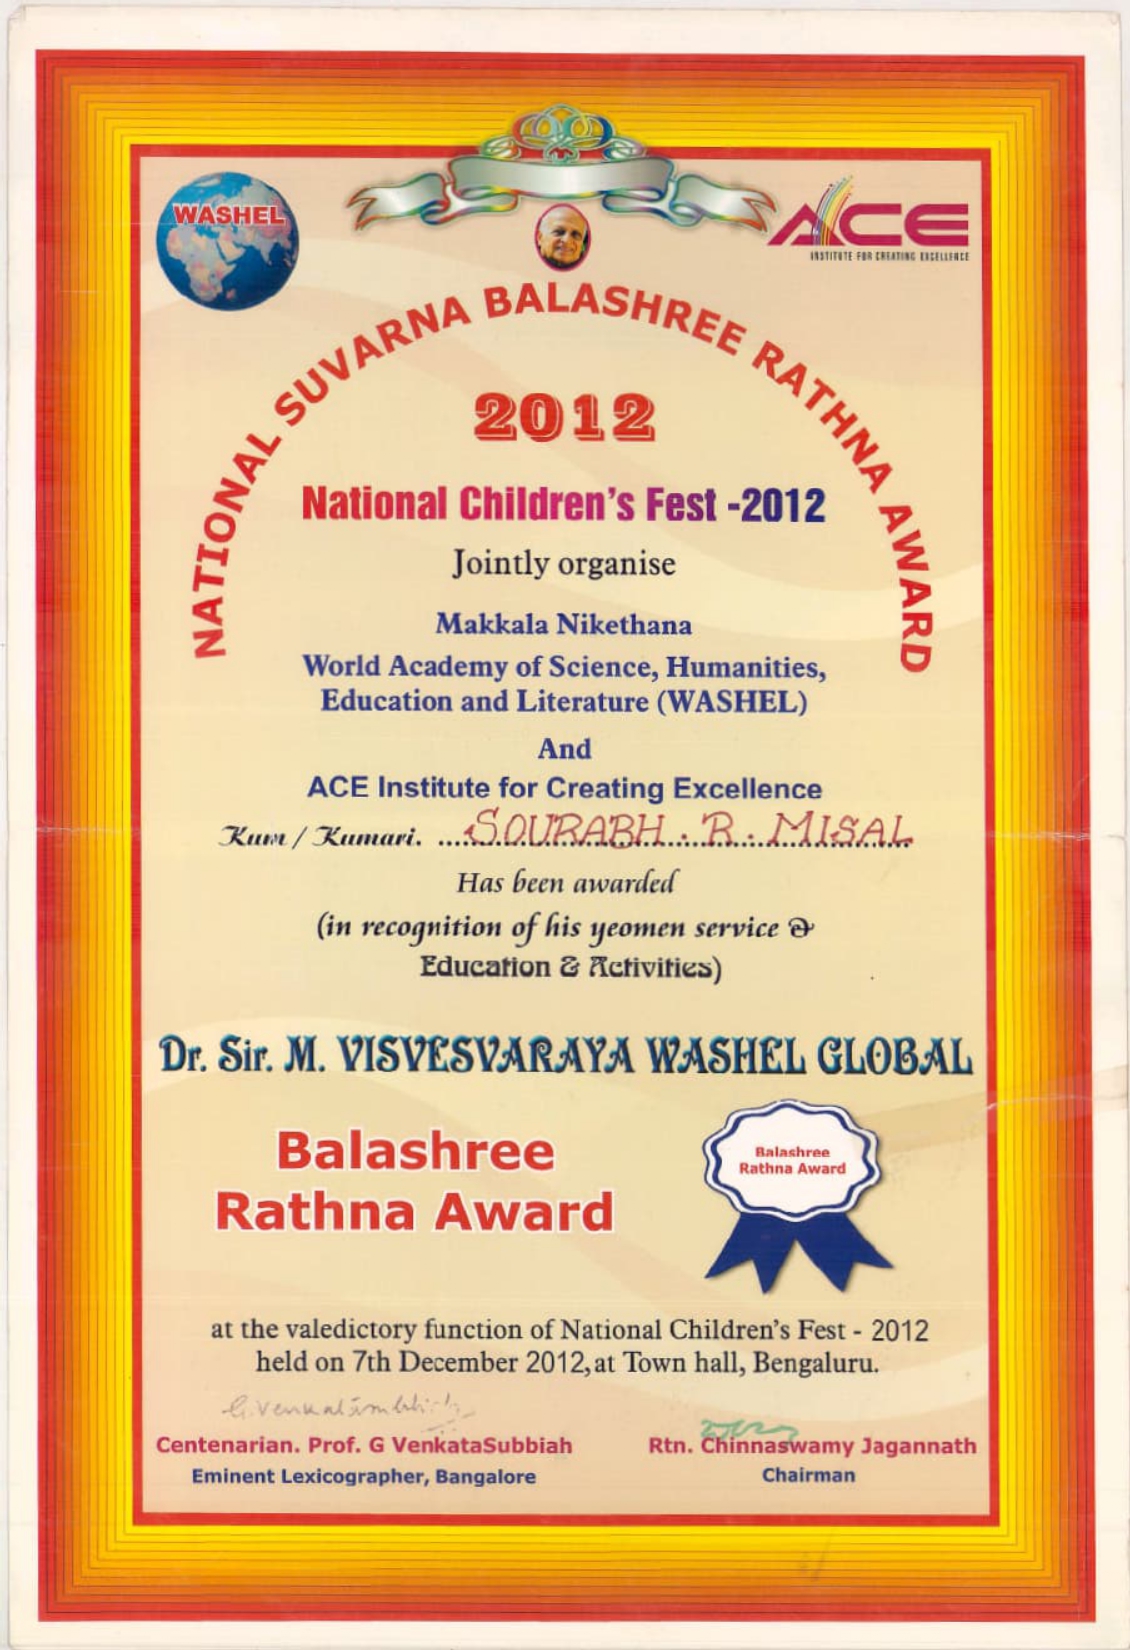 WASHEL
ACE
INSTITUTE FOR CREATING EXCELLENCE
NATIONAL SUVARNA BALASHREE RATHNA AWARD
2012
National Children's Fest -2012
Jointly organise
Makkala Nikethana
World Academy of Science, Humanities,
Education and Literature (WASHEL)
And
ACE Institute for Creating Excellence
Kum / Kumari. ....SOURABH. R. MISAL
Has been awarded
(in recognition of his yeomen service &
Education & Activities)
Dr. Sir. M. VISVESVARAYA WASHEL GLOBAL
Balashree
Rathna Award
Balashree
Rathna Award
at the valedictory function of National Children's Fest - 2012
held on 7th December 2012, at Town hall, Bengaluru.
Centenarian. Prof. G VenkataSubbiah
Eminent Lexicographer, Bangalore
Rtn. Chinnaswamy Jagannath
Chairman